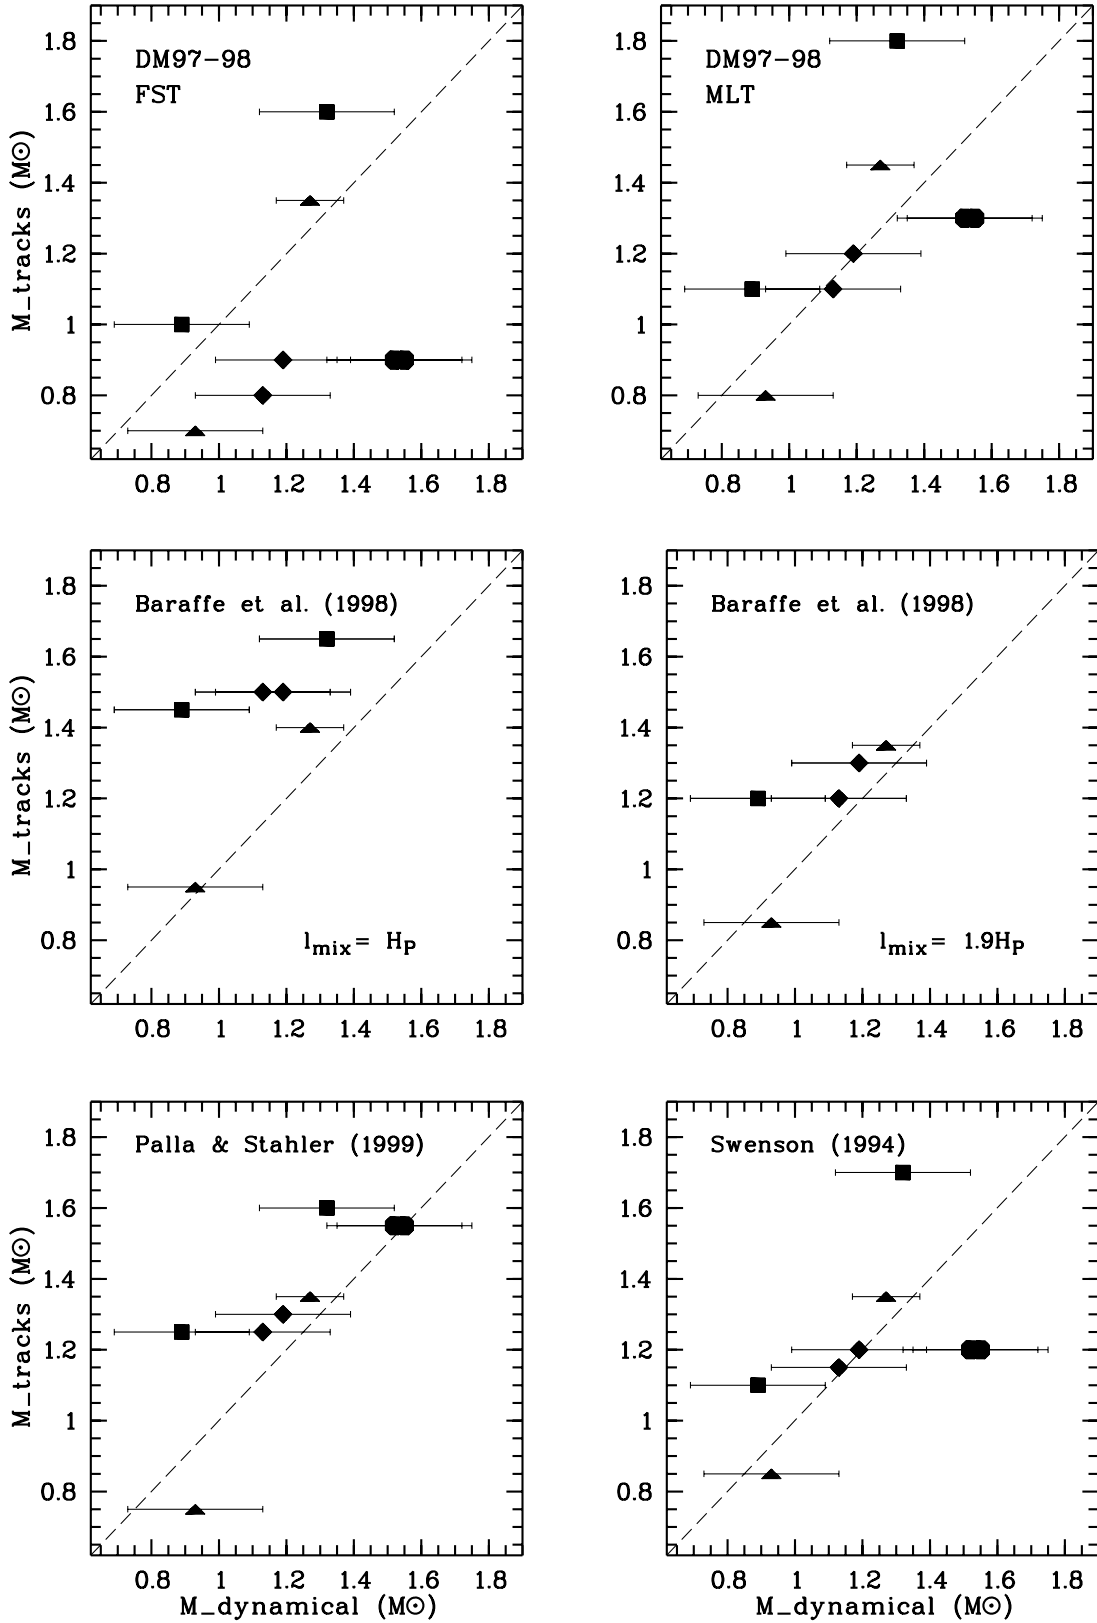 DM97-98
FST
M_tracks (M⊙)
1.8
1.6
1.4
1.2
1
0.8
0.8 1 1.2 1.4 1.6 1.8
DM97-98
MLT
1.8
1.6
1.4
1.2
1
0.8
0.8 1 1.2 1.4 1.6 1.8
Baraffe et al. (1998)
M_tracks (M⊙)
1.8
1.6
1.4
1.2
1
0.8
l_mix= H_P
0.8 1 1.2 1.4 1.6 1.8
Baraffe et al. (1998)
1.8
1.6
1.4
1.2
1
0.8
l_mix= 1.9H_P
0.8 1 1.2 1.4 1.6 1.8
Palla & Stahler (1999)
M_tracks (M⊙)
1.8
1.6
1.4
1.2
1
0.8
0.8 1 1.2 1.4 1.6 1.8
M_dynamical (M⊙)
Swenson (1994)
1.8
1.6
1.4
1.2
1
0.8
0.8 1 1.2 1.4 1.6 1.8
M_dynamical (M⊙)